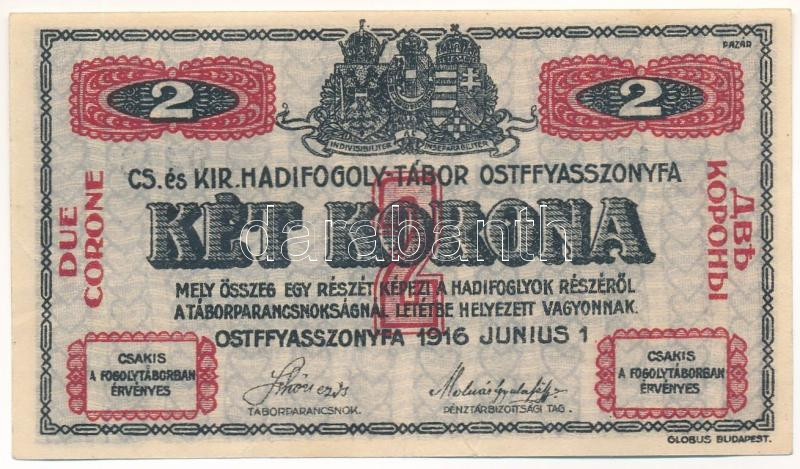 PAZÁR
2
2
INDIVISIBILITER AC INSEPARABILITER
CS. és KIR. HADIFOGOLY-TÁBOR OSTFFYASSZONYFA
DUE
CORONE
2
KÉT KORONA
ДВѢ
КОРОНЫ
darabanth
MELY ÖSSZEG EGY RÉSZÉT KÉPEZI A HADIFOGLYOK RÉSZÉRŐL
A TÁBORPARANCSNOKSÁGNÁL LETÉTBE HELYEZETT VAGYONNAK.
OSTFFYASSZONYFA 1916 JUNIUS 1
CSAKIS
A FOGOLYTÁBORBAN
ÉRVÉNYES
TÁBORPARANCSNOK.
PÉNZTÁRBIZOTTSÁGI TAG.
CSAKIS
A FOGOLYTÁBORBAN
ÉRVÉNYES
GLOBUS BUDAPEST.